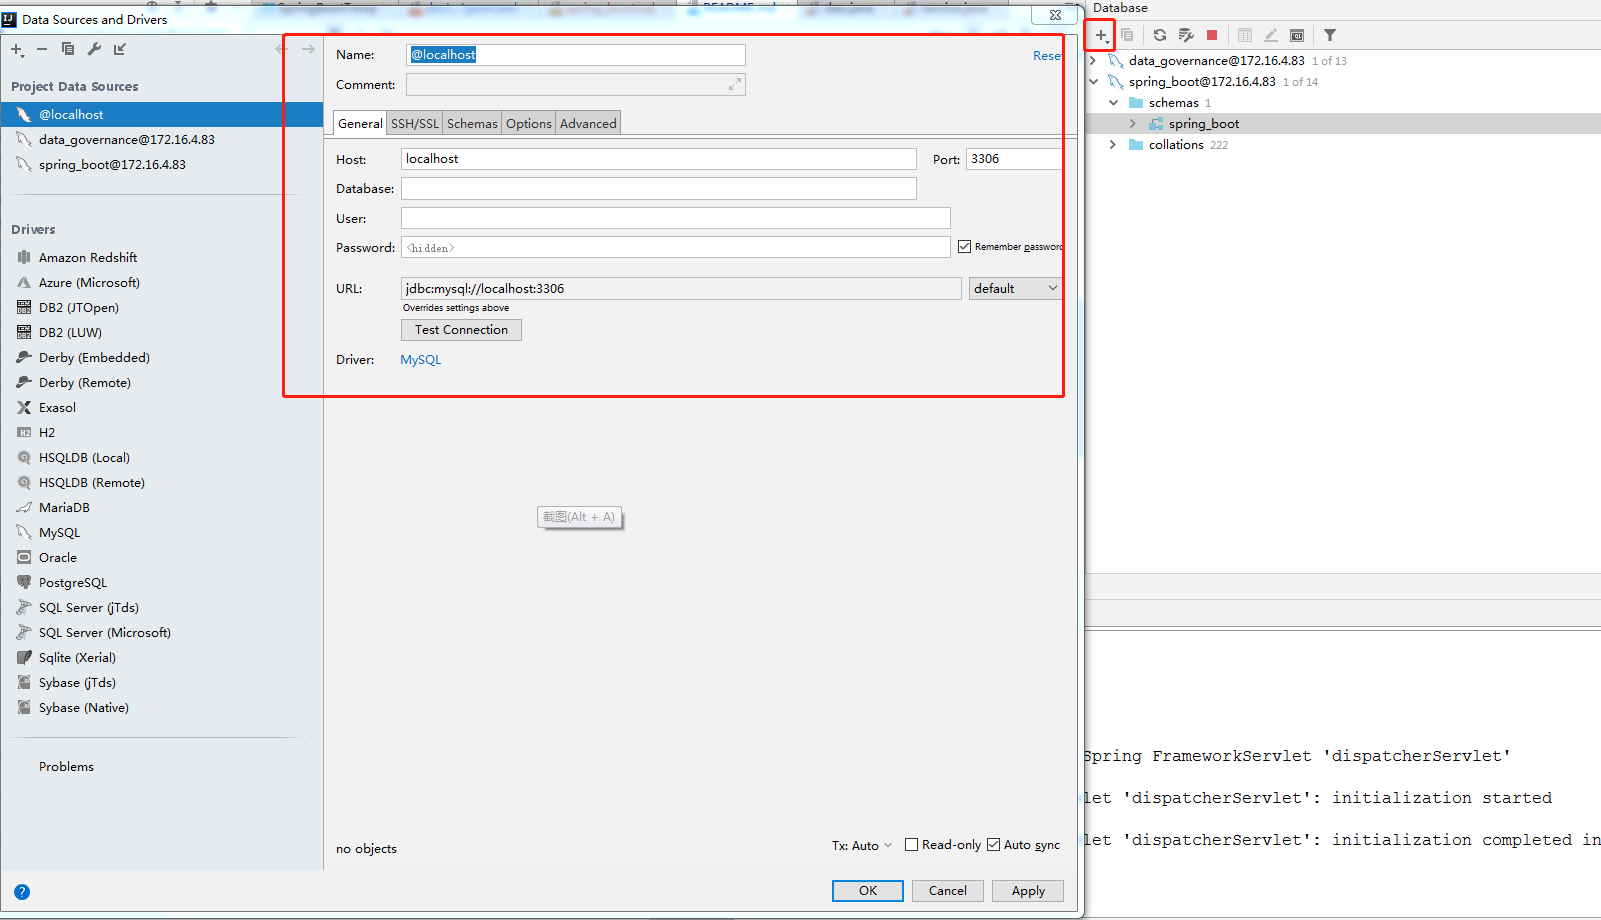 Data Sources and Drivers
Project Data Sources
@localhost
data_governance@172.16.4.83
spring_boot@172.16.4.83
Drivers
Amazon Redshift
Azure (Microsoft)
DB2 (JTOpen)
DB2 (LUW)
Derby (Embedded)
Derby (Remote)
Exasol
H2
HSQLDB (Local)
HSQLDB (Remote)
MariaDB
MySQL
Oracle
PostgreSQL
SQL Server (jTds)
SQL Server (Microsoft)
Sqlite (Xerial)
Sybase (jTds)
Sybase (Native)
Problems
Name: @localhost
Reset
Comment:
General SSH/SSL Schemas Options Advanced
Host: localhost Port: 3306
Database:
User:
Password: <hidden> Remember password
URL: jdbc:mysql://localhost:3306 default
Overrides settings above
Test Connection
Driver: MySQL
截图(Alt + A)
no objects Tx: Auto Read-only Auto sync
OK Cancel Apply
Database
data_governance@172.16.4.83 1 of 13
spring_boot@172.16.4.83 1 of 14
schemas 1
spring_boot
collations 222
Spring FrameworkServlet 'dispatcherServlet'
let 'dispatcherServlet': initialization started
let 'dispatcherServlet': initialization completed in